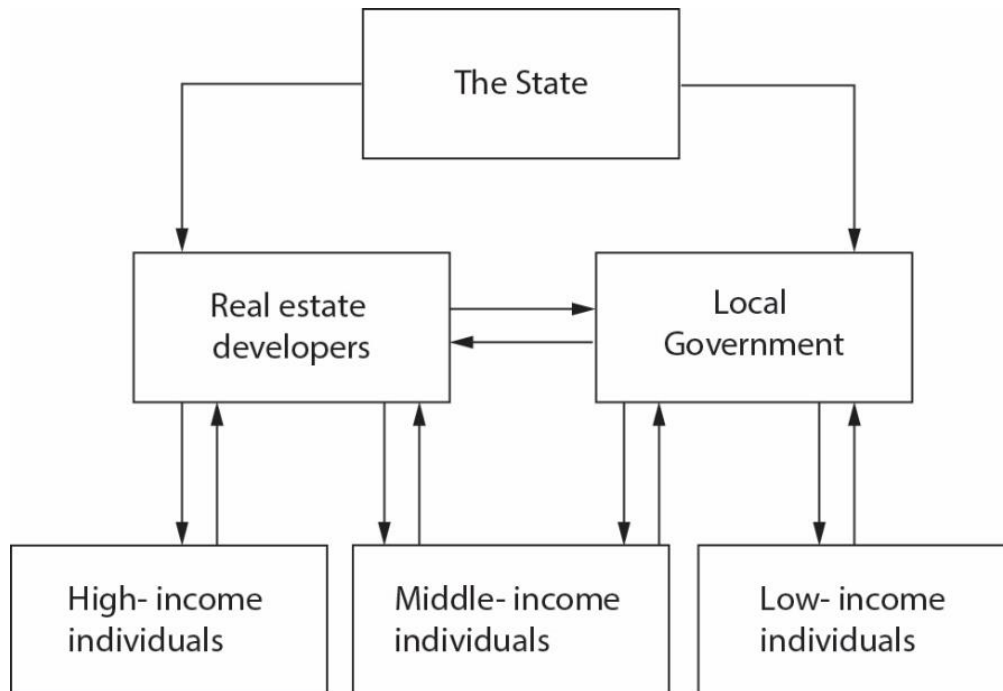 The State
Real estate
developers
Local
Government
High- income
individuals
Middle- income
individuals
Low- income
individuals